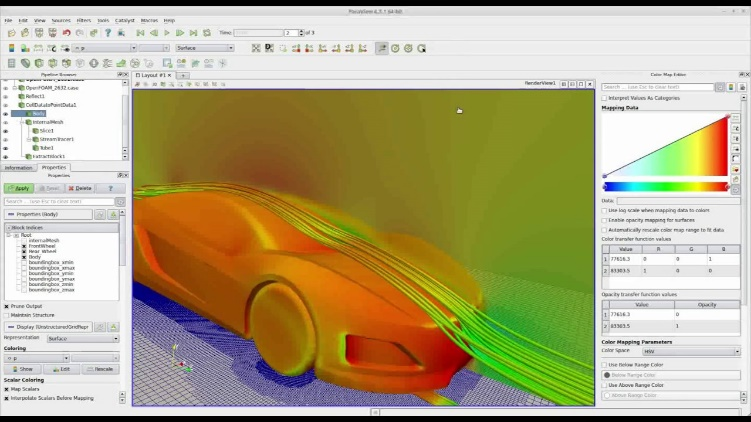 ParaView 4.3.1 64-bit
File Edit View Sources Filters Tools Catalyst Macros Help
Time: 2 of 3
p Surface
Pipeline Browser
OpenFOAM_2632.case
Reflect1
CellDatatoPointData1
Body
InternalMesh
Slice1
StreamTracer1
Tube1
ExtractBlock1
Information Properties
Properties
Apply Reset Delete ?
Search ... (use Esc to clear text)
Properties (Body)
Block Indices
Root
internalMesh
FrontWheel
Rear_Wheel
Body
boundingbox_xmin
boundingbox_xmax
boundingbox_ymin
boundingbox_ymax
boundingbox_zmin
boundingbox_zmax
Prune Output
Maintain Structure
Display (UnstructuredGridRepr
Representation Surface
Coloring
p
Show Edit Rescale
Scalar Coloring
Map Scalars
Interpolate Scalars Before Mapping
Layout #1
RenderView1
Color Map Editor
Search ... (use Esc to clear text)
Interpret Values As Categories
Mapping Data
Data:
Use log scale when mapping data to colors
Enable opacity mapping for surfaces
Automatically rescale color map range to fit data
Color transfer function values
Value R G B
1 77616.3 0 0 1
2 83303.5 1 0 0
Opacity transfer function values
Value Opacity
1 77616.3 0
2 83303.5 1
Color Mapping Parameters
Color Space HSV
Use Below Range Color
Below Range Color
Use Above Range Color
Above Range Color